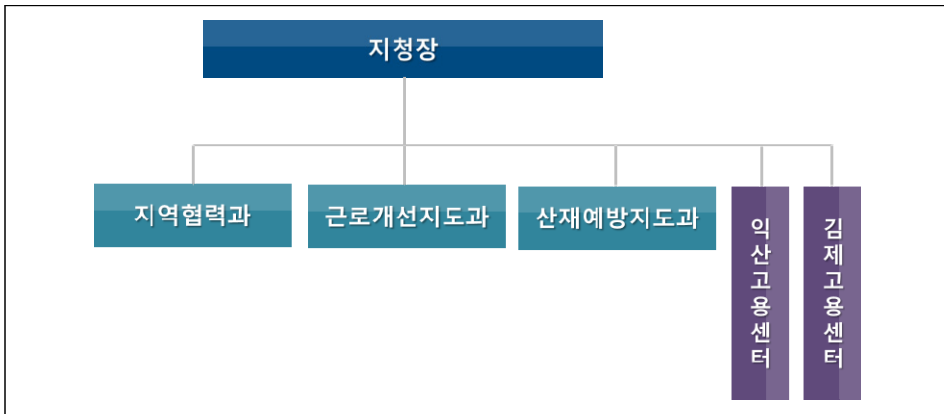 지청장
지역협력과
근로개선지도과
산재예방지도과
익산고용센터
김제고용센터